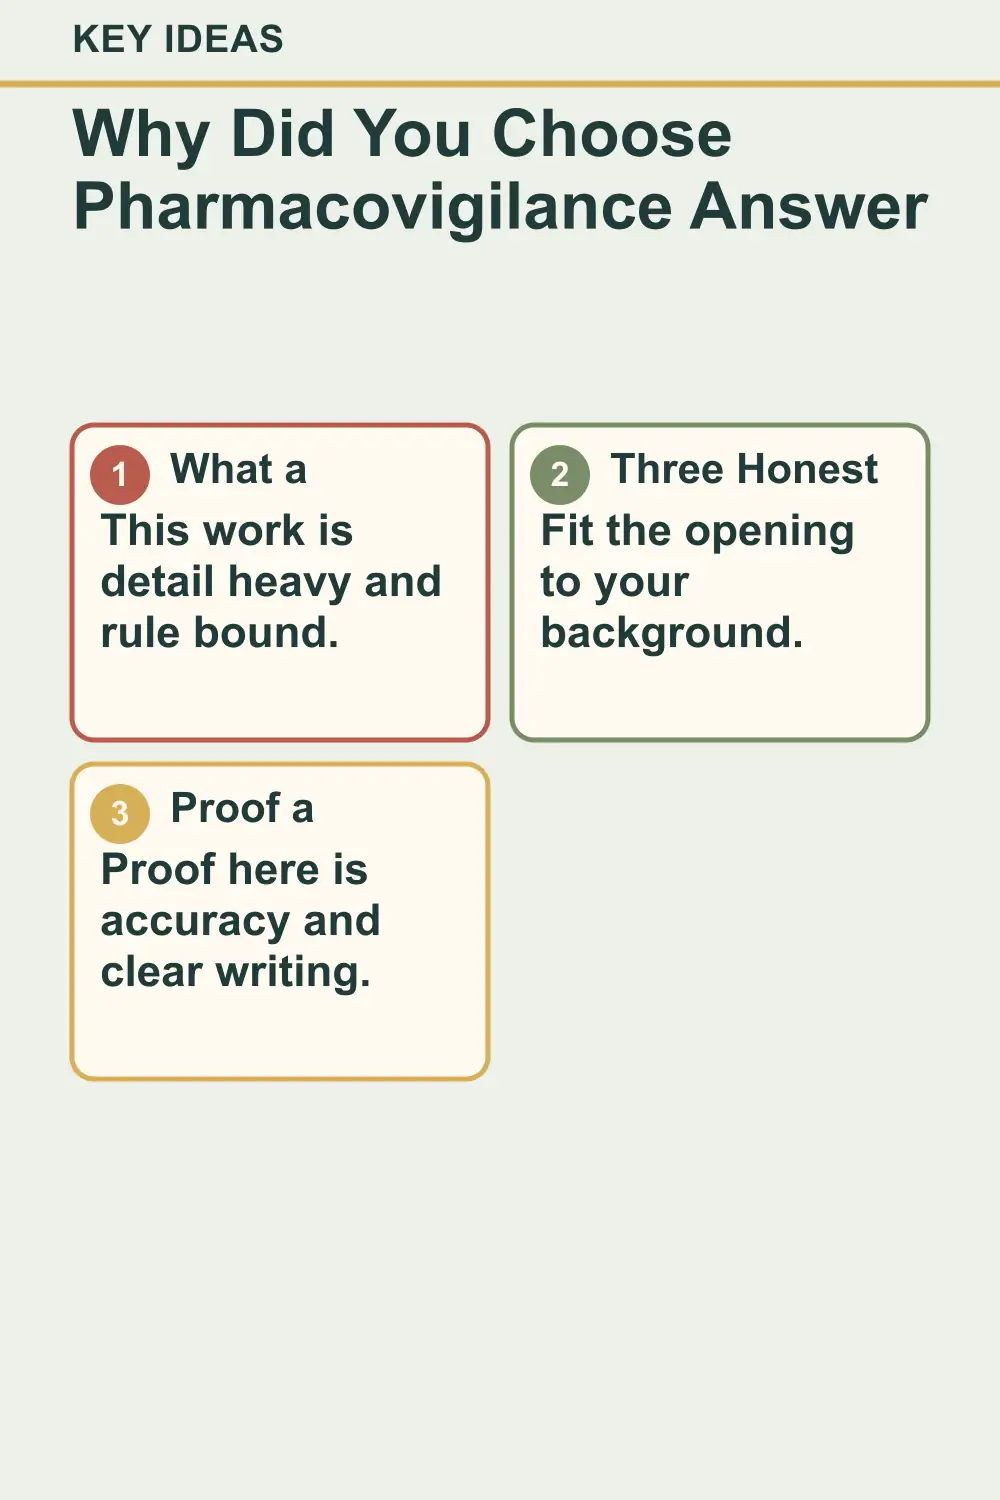 KEY IDEAS
Why Did You Choose
Pharmacovigilance Answer
1 What a
This work is
detail heavy and
rule bound.
2 Three Honest
Fit the opening
to your
background.
3 Proof a
Proof here is
accuracy and
clear writing.